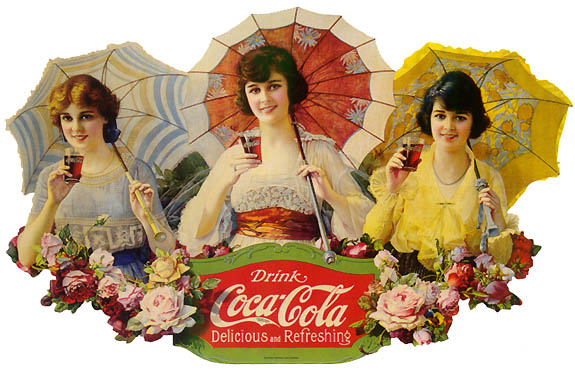 Drink
Coca-Cola
Delicious and Refreshing